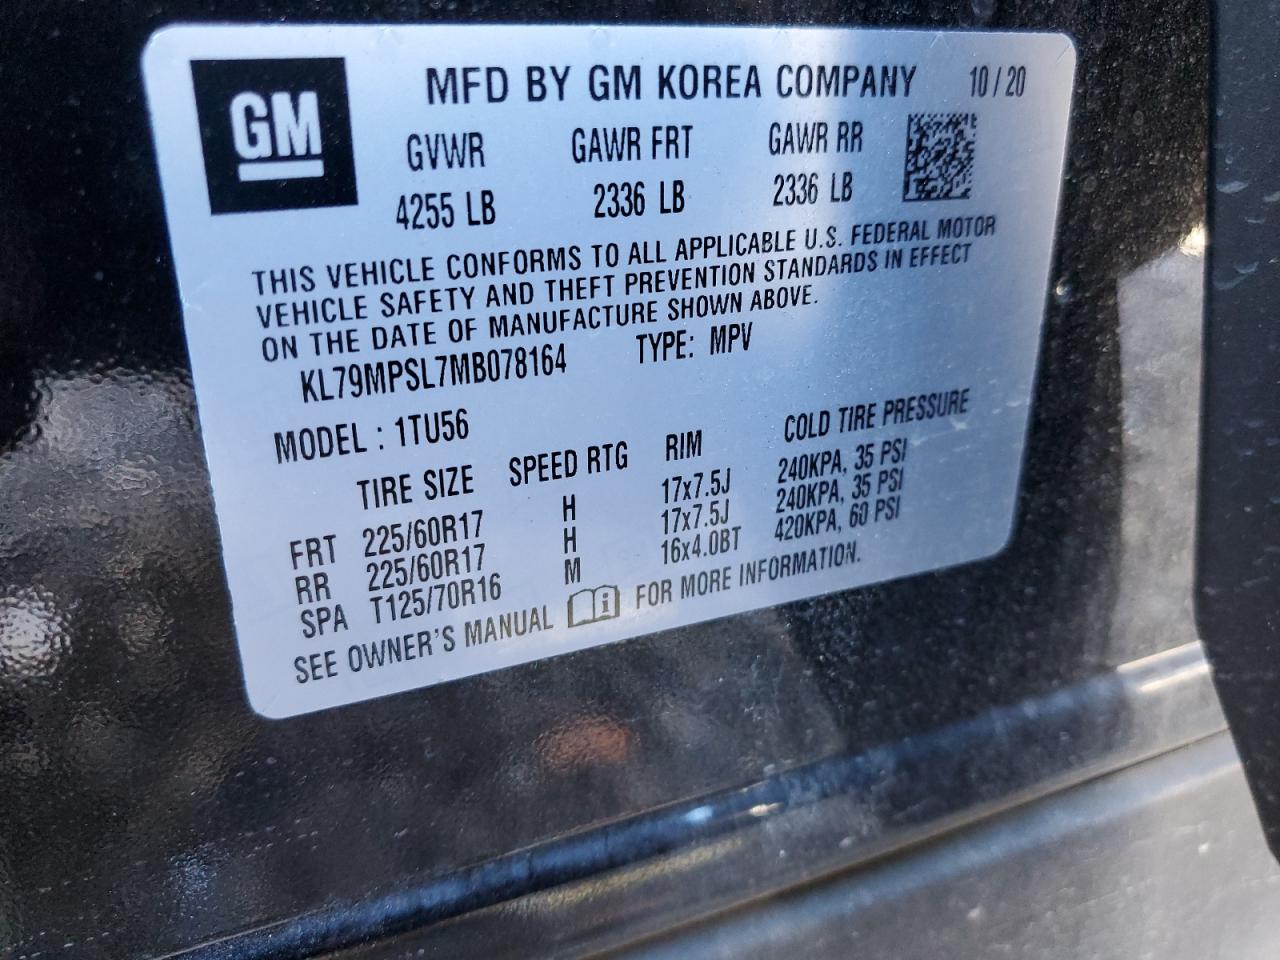 GM
MFD BY GM KOREA COMPANY 10/20
GVWR GAWR FRT GAWR RR
4255 LB 2336 LB 2336 LB
THIS VEHICLE CONFORMS TO ALL APPLICABLE U.S. FEDERAL MOTOR
VEHICLE SAFETY AND THEFT PREVENTION STANDARDS IN EFFECT
ON THE DATE OF MANUFACTURE SHOWN ABOVE.
KL79MPSL7MB078164 TYPE: MPV
MODEL : 1TU56
TIRE SIZE SPEED RTG RIM COLD TIRE PRESSURE
FRT 225/60R17 H 17x7.5J 240KPA, 35 PSI
RR 225/60R17 H 17x7.5J 240KPA, 35 PSI
SPA T125/70R16 M 16x4.0BT 420KPA, 60 PSI
SEE OWNER'S MANUAL i FOR MORE INFORMATION.